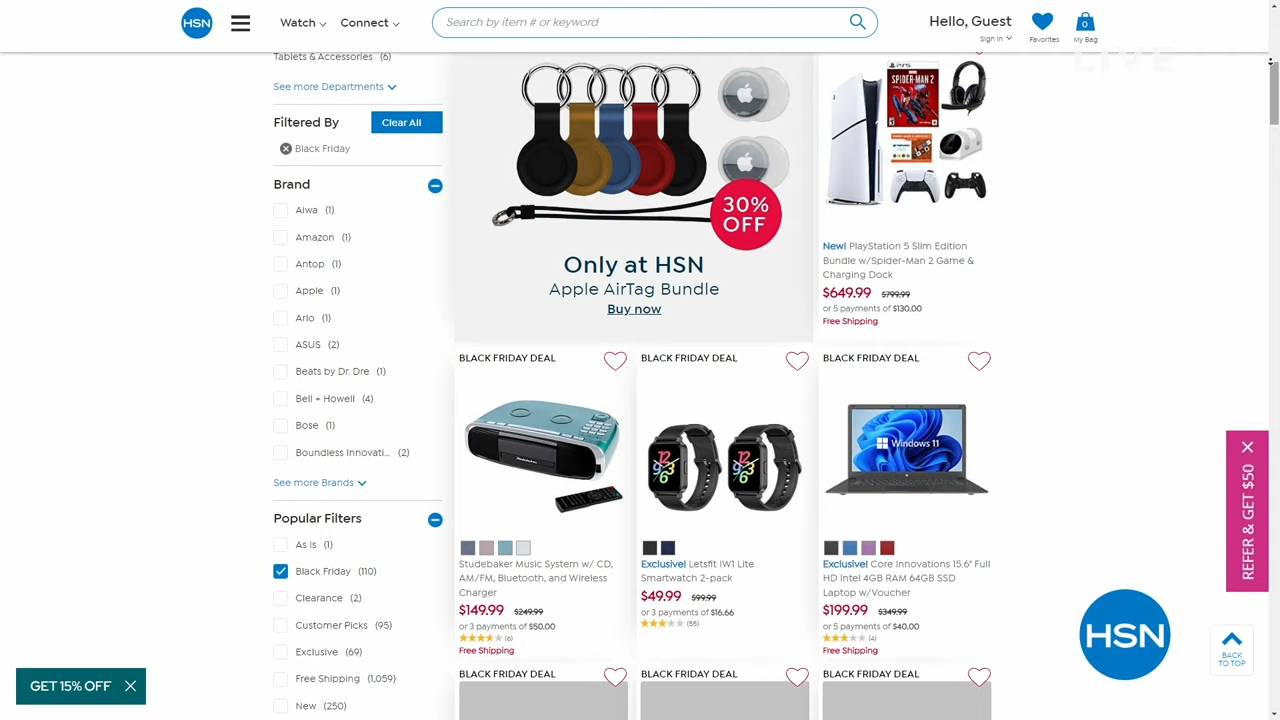 HSN
Watch
Connect
Search by item # or keyword
Hello, Guest
Sign In
Favorites
0
My Bag
LIVE
Tablets & Accessories (6)
See more Departments
Filtered By
Clear All
Black Friday
Brand
Aiwa (1)
Amazon (1)
Antop (1)
Apple (1)
Arlo (1)
ASUS (2)
Beats by Dr. Dre (1)
Bell + Howell (4)
Bose (1)
Boundless Innovati... (2)
See more Brands
Popular Filters
As Is (1)
Black Friday (110)
Clearance (2)
Customer Picks (95)
Exclusive (69)
Free Shipping (1,059)
New (250)
30%
OFF
Only at HSN
Apple AirTag Bundle
Buy now
PS5
SPIDER-MAN 2
New! PlayStation 5 Slim Edition
Bundle w/Spider-Man 2 Game &
Charging Dock
$649.99 $799.99
or 5 payments of $130.00
Free Shipping
BLACK FRIDAY DEAL
Studebaker Music System w/ CD,
AM/FM, Bluetooth, and Wireless
Charger
$149.99 $249.99
or 3 payments of $50.00
(6)
Free Shipping
BLACK FRIDAY DEAL
Exclusive! Letsfit IW1 Lite
Smartwatch 2-pack
$49.99 $99.99
or 3 payments of $16.66
(55)
BLACK FRIDAY DEAL
Windows 11
Exclusive! Core Innovations 15.6" Full
HD Intel 4GB RAM 64GB SSD
Laptop w/Voucher
$199.99 $349.99
or 5 payments of $40.00
(4)
Free Shipping
BLACK FRIDAY DEAL
BLACK FRIDAY DEAL
BLACK FRIDAY DEAL
REFER & GET $50
HSN
BACK
TO TOP
GET 15% OFF